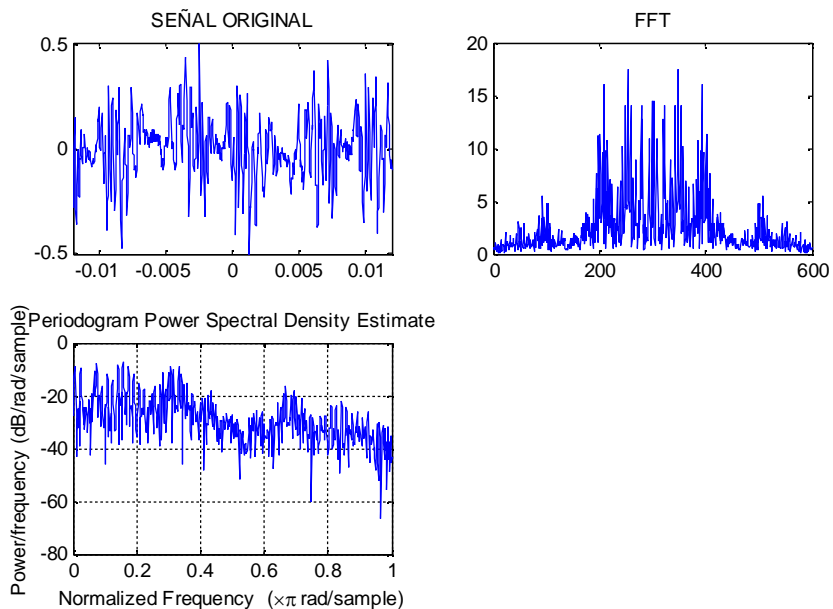 SEÑAL ORIGINAL
0.5
0
-0.5
-0.01 -0.005 0 0.005 0.01
FFT
20
15
10
5
0
0 200 400 600
Periodogram Power Spectral Density Estimate
Power/frequency (dB/rad/sample)
0
-20
-40
-60
-80
0 0.2 0.4 0.6 0.8 1
Normalized Frequency (×π rad/sample)